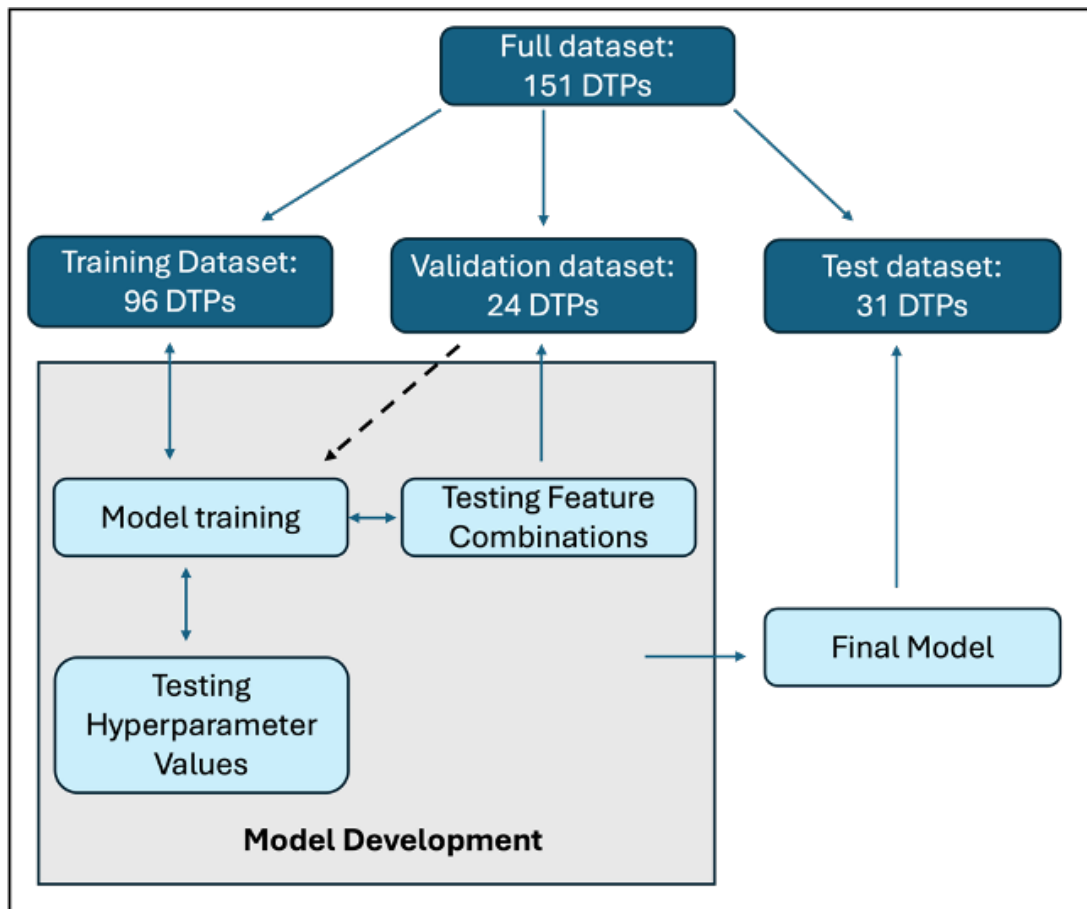 Full dataset:
151 DTPs
Training Dataset:
96 DTPs
Validation dataset:
24 DTPs
Test dataset:
31 DTPs
Model training
Testing Feature
Combinations
Final Model
Testing
Hyperparameter
Values
Model Development